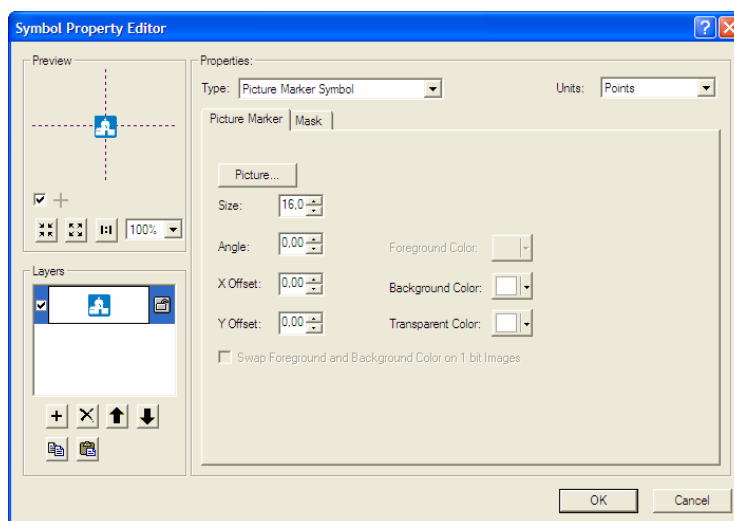 Symbol Property Editor
Preview
100%
Layers
Properties:
Type: Picture Marker Symbol
Units: Points
Picture Marker
Mask
Picture...
Size: 16,0
Angle: 0,00
Foreground Color:
X Offset: 0,00
Background Color:
Y Offset: 0,00
Transparent Color:
Swap Foreground and Background Color on 1 bit Images
OK
Cancel